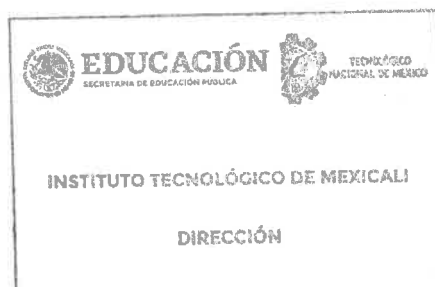 EDUCACIÓN
SECRETARÍA DE EDUCACIÓN PÚBLICA
TECNOLÓGICO
NACIONAL DE MÉXICO
INSTITUTO TECNOLÓGICO DE MEXICALI
DIRECCIÓN